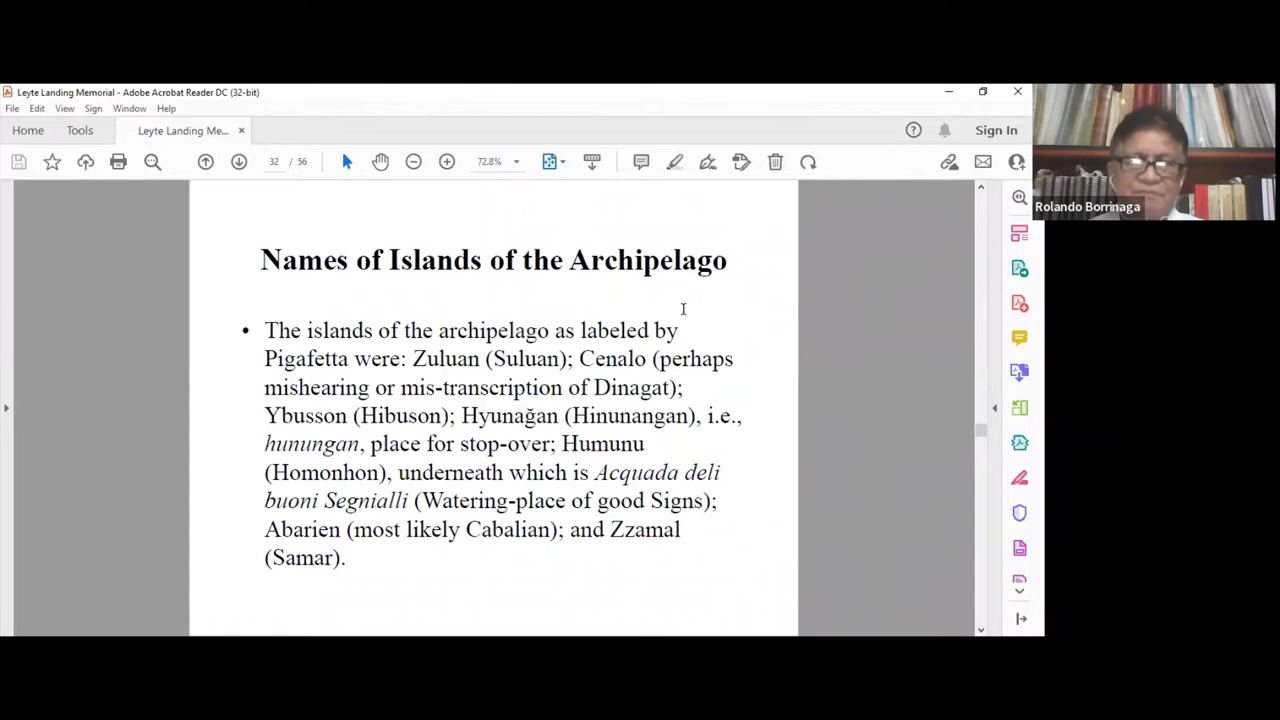 Leyte Landing Memorial - Adobe Acrobat Reader DC (32-bit)
File Edit View Sign Window Help
Home Tools Leyte Landing Me... × Sign In
32 / 56 72.8%
Rolando Borrinaga
Names of Islands of the Archipelago
• The islands of the archipelago as labeled by
Pigafetta were: Zuluan (Suluan); Cenalo (perhaps
mishearing or mis-transcription of Dinagat);
Ybusson (Hibuson); Hyunağan (Hinunangan), i.e.,
hunungan, place for stop-over; Humunu
(Homonhon), underneath which is Acquada deli
buoni Segnialli (Watering-place of good Signs);
Abarien (most likely Cabalian); and Zzamal
(Samar).